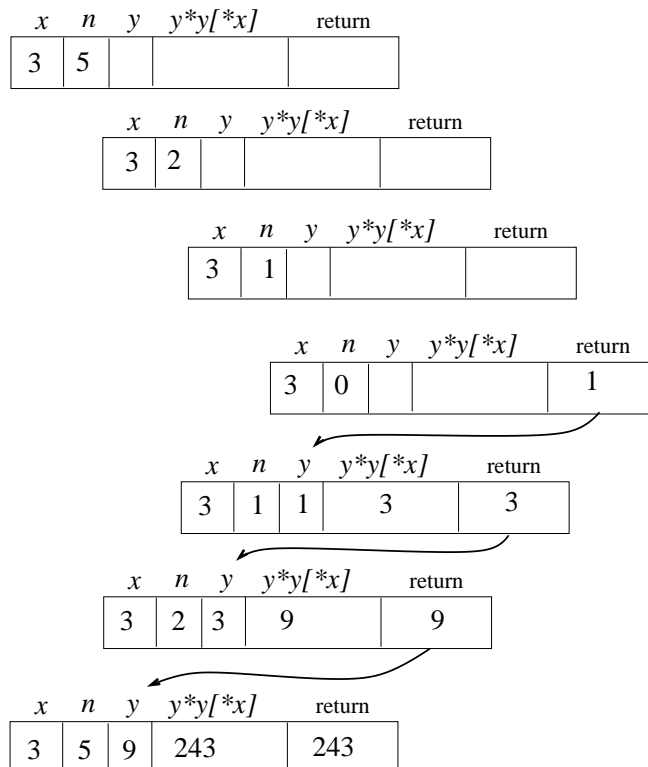 x n y y*y[*x] return
3 5
x n y y*y[*x] return
3 2
x n y y*y[*x] return
3 1
x n y y*y[*x] return
3 0 1
x n y y*y[*x] return
3 1 1 3 3
x n y y*y[*x] return
3 2 3 9 9
x n y y*y[*x] return
3 5 9 243 243